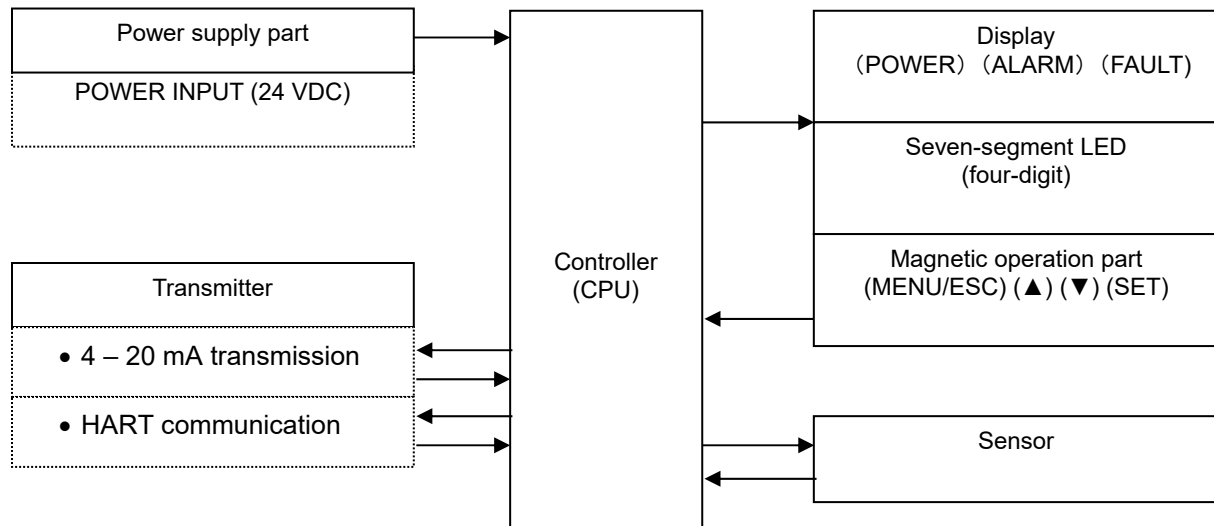 Power supply part
POWER INPUT (24 VDC)
Transmitter
• 4 – 20 mA transmission
• HART communication
Controller
(CPU)
Display
（POWER）（ALARM）（FAULT)
Seven-segment LED
(four-digit)
Magnetic operation part
(MENU/ESC) (▲) (▼) (SET)
Sensor